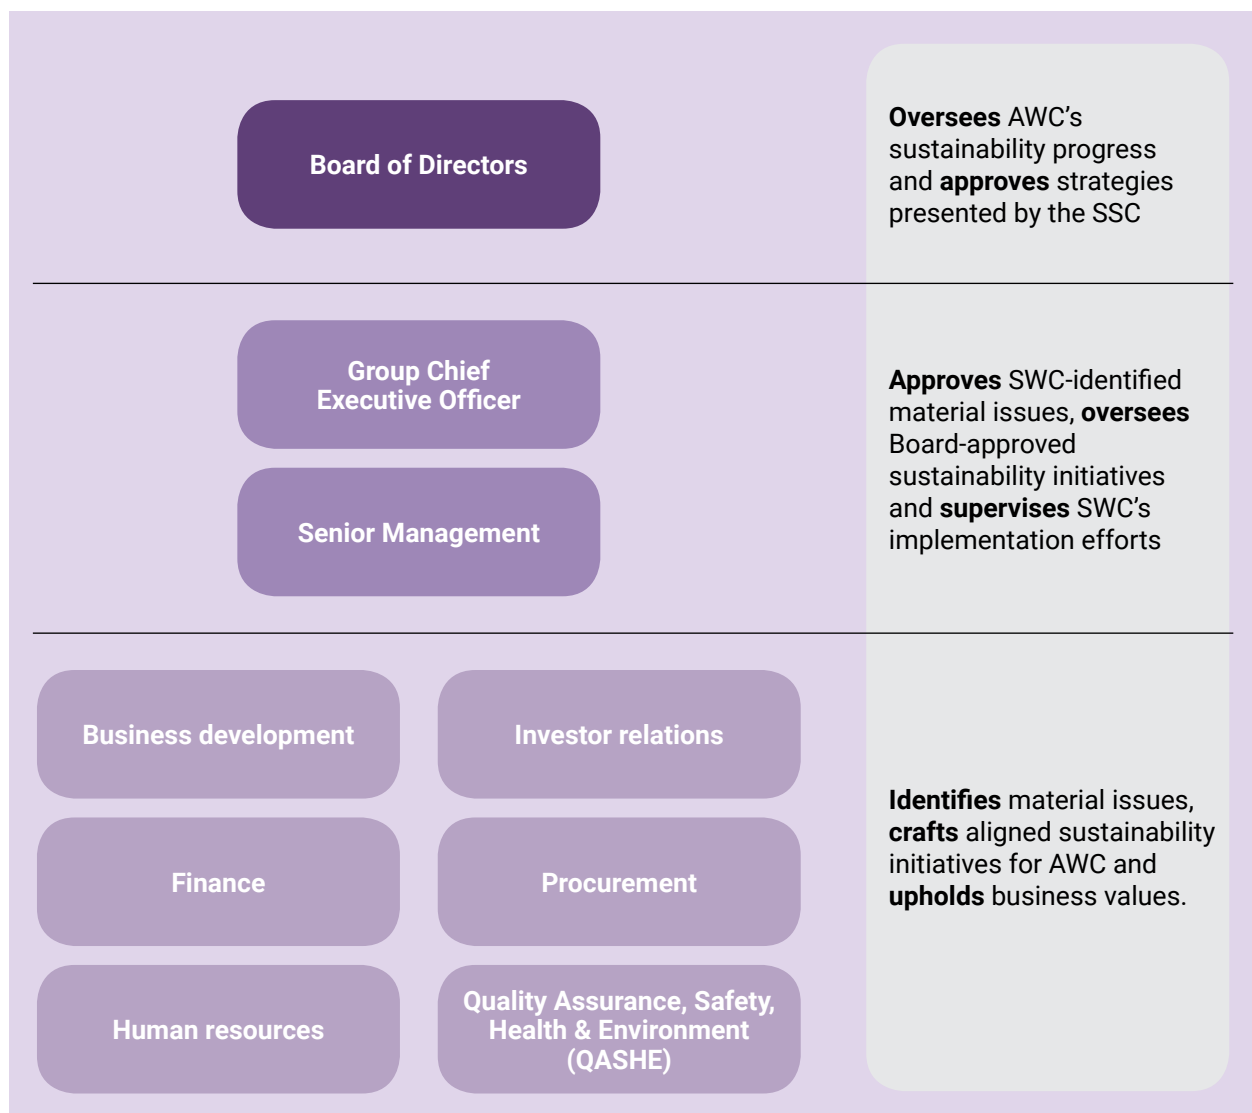 Board of Directors
Oversees AWC’s
sustainability progress
and approves strategies
presented by the SSC
Group Chief
Executive Officer
Senior Management
Approves SWC-identified
material issues, oversees
Board-approved
sustainability initiatives
and supervises SWC’s
implementation efforts
Business development
Investor relations
Finance
Procurement
Human resources
Quality Assurance, Safety,
Health & Environment
(QASHE)
Identifies material issues,
crafts aligned sustainability
initiatives for AWC and
upholds business values.